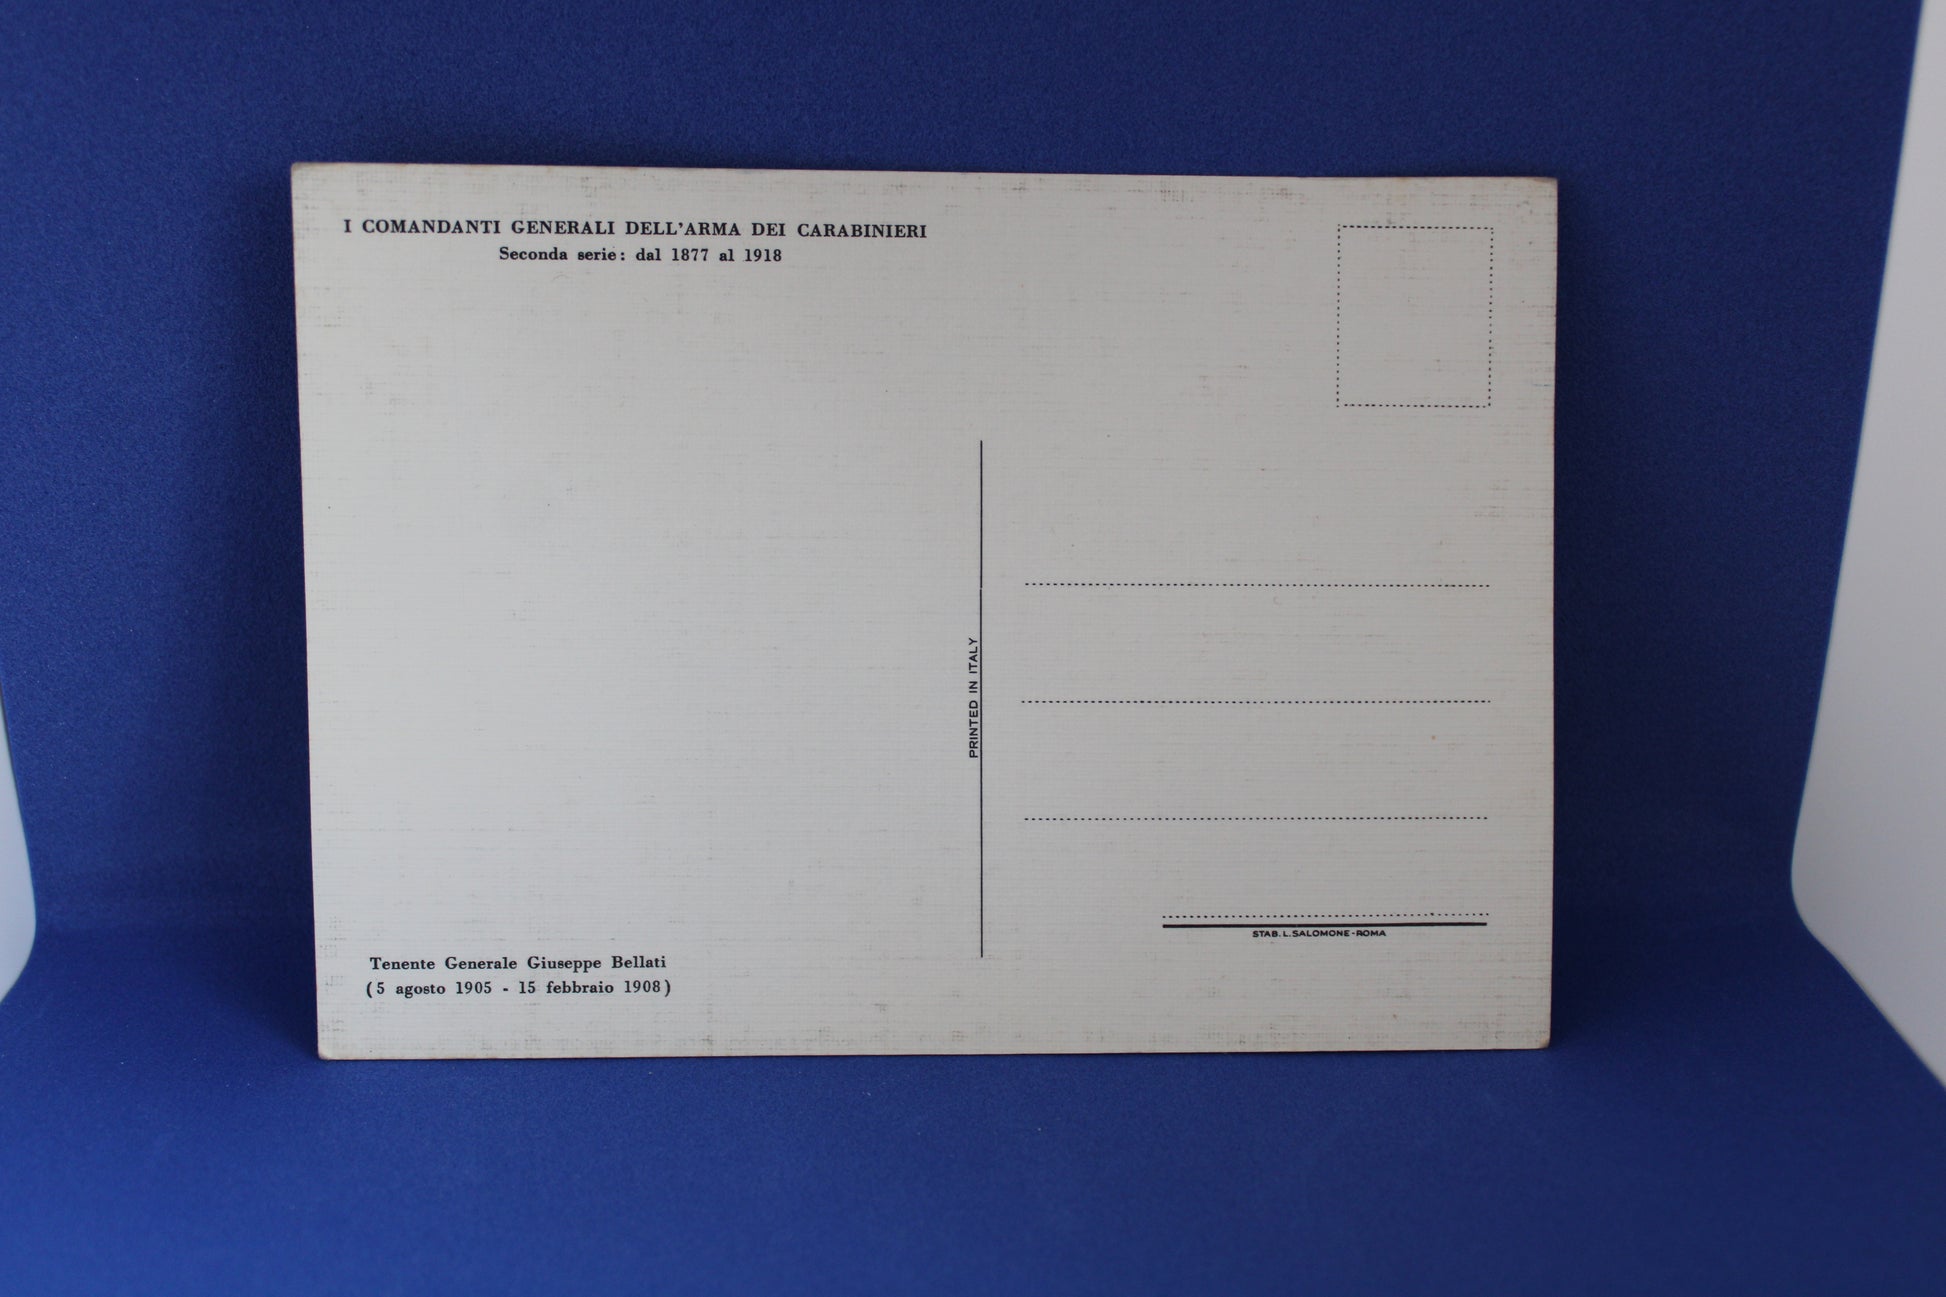 I COMANDANTI GENERALI DELL'ARMA DEI CARABINIERI
Seconda serie: dal 1877 al 1918
PRINTED IN ITALY
STAB. L. SALOMONE - ROMA
Tenente Generale Giuseppe Bellati
(5 agosto 1905 - 15 febbraio 1908)